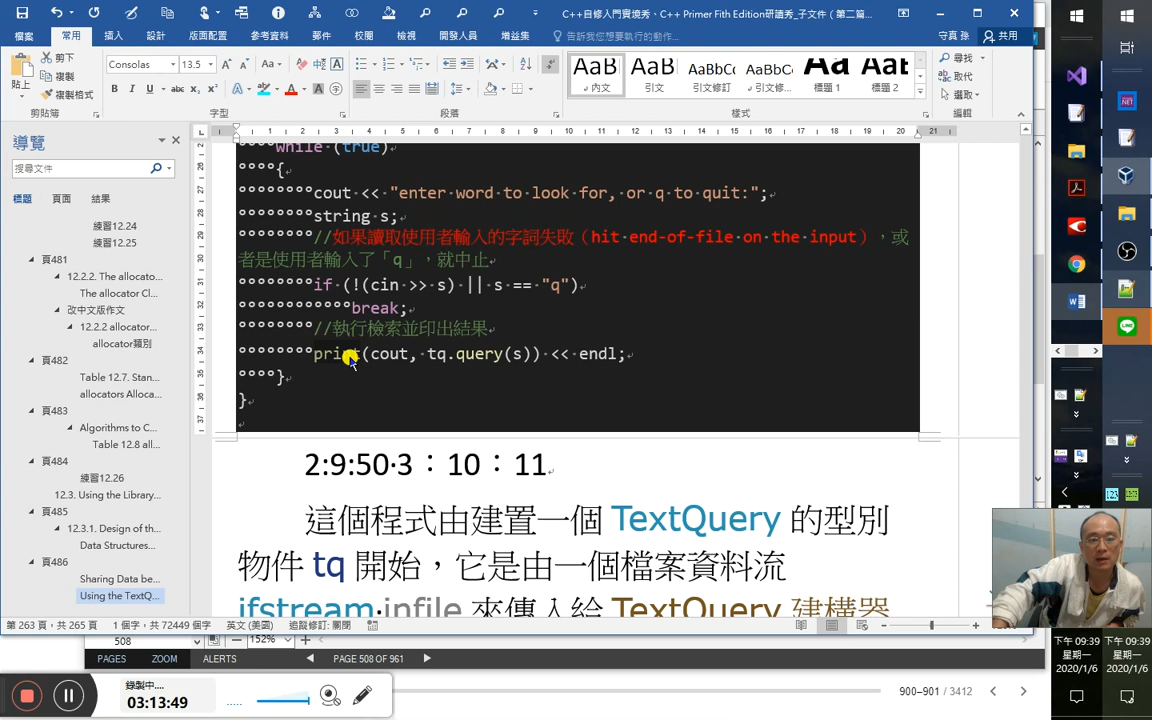 C++自修入門實境秀、C++ Primer Fifth Edition研讀秀_子文件（第二篇...
檔案 常用 插入 設計 版面配置 參考資料 郵件 校閱 檢視 開發人員 增益集 告訴我您想要執行的動作... 守真 孫 共用
貼上 剪下 複製 複製格式
Consolas 13.5
AaB AaB AaBbCc AaBbCc AaB AaB
內文 引文 引文修訂 引文修... 標題 1 標題 2
尋找 取代 選取
剪貼簿 字型 段落 樣式 編輯
導覽
搜尋文件
標題 頁面 結果
練習12.24
練習12.25
頁481
12.2.2. The allocato...
The allocator Cl...
改中文版作文
12.2.2 allocator...
allocator類別
頁482
Table 12.7. Stan...
allocators Alloca...
頁483
Algorithms to C...
Table 12.8 all...
頁484
練習12.26
12.3. Using the Library...
頁485
12.3.1. Design of th...
Data Structures...
頁486
Sharing Data be...
Using the TextQ...
while (true)
{
cout << "enter word to look for, or q to quit:";
string s;
//如果讀取使用者輸入的字詞失敗（hit end-of-file on the input），或
者是使用者輸入了「q」，就中止
if (!(cin >> s) || s == "q")
break;
//執行檢索並印出結果
print(cout, tq.query(s)) << endl;
}
}
2:9:50·3：10：11
這個程式由建置一個 TextQuery 的型別
物件 tq 開始，它是由一個檔案資料流
ifstream·infile 來傳入給 TextQuery 建構器
第 263 頁，共 265 頁 1 個字，共 72449 個字 英文 (美國) 追蹤修訂: 關閉
508 152%
PAGES ZOOM ALERTS PAGE 508 OF 961
錄製中....
03:13:49
900–901 / 3412
下午 09:39
星期一
2020/1/6
下午 09:39
星期一
2020/1/6